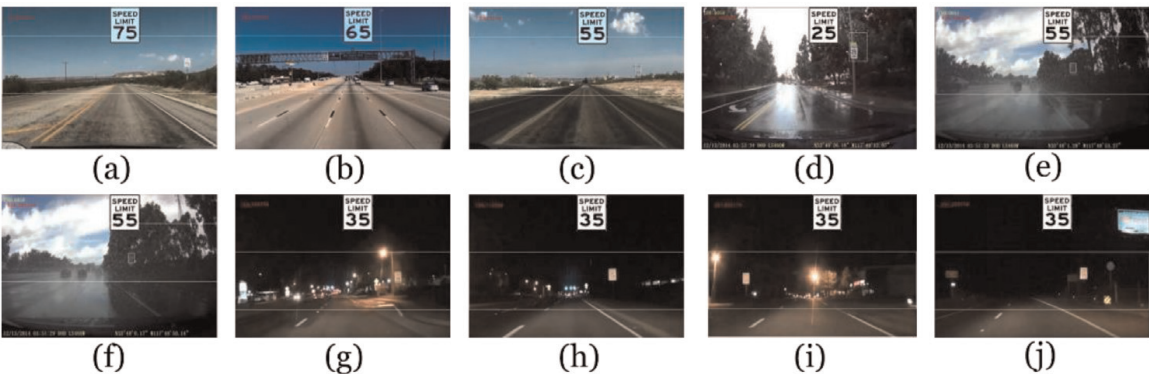 SPEED
LIMIT
75
SPEED
LIMIT
65
SPEED
LIMIT
55
SPEED
LIMIT
25
SPEED
LIMIT
55
(a)
(b)
(c)
(d)
(e)
SPEED
LIMIT
55
SPEED
LIMIT
35
SPEED
LIMIT
35
SPEED
LIMIT
35
SPEED
LIMIT
35
(f)
(g)
(h)
(i)
(j)